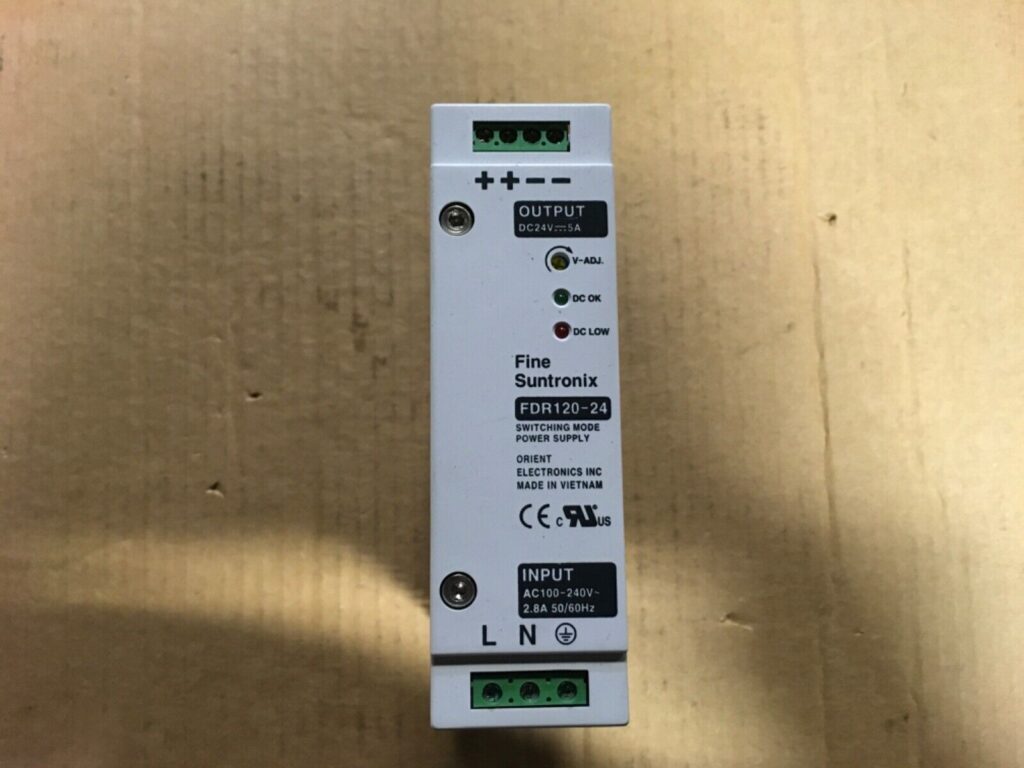 ++−−
OUTPUT
DC24V⎓5A
V-ADJ.
DC OK
DC LOW
Fine
Suntronix
FDR120-24
SWITCHING MODE
POWER SUPPLY
ORIENT
ELECTRONICS INC
MADE IN VIETNAM
CE c RU US
INPUT
AC100-240V~
2.8A 50/60Hz
L N ⏚